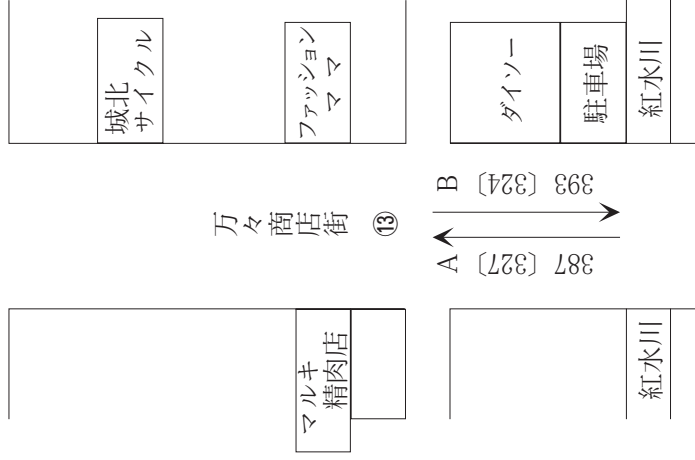 城北
サイクル
ファッション
ママ
ダイソー
駐車場
紅水川
万々商店街 ⑬
B 〔324〕 393
A 〔327〕 387
マルキ
精肉店
紅水川